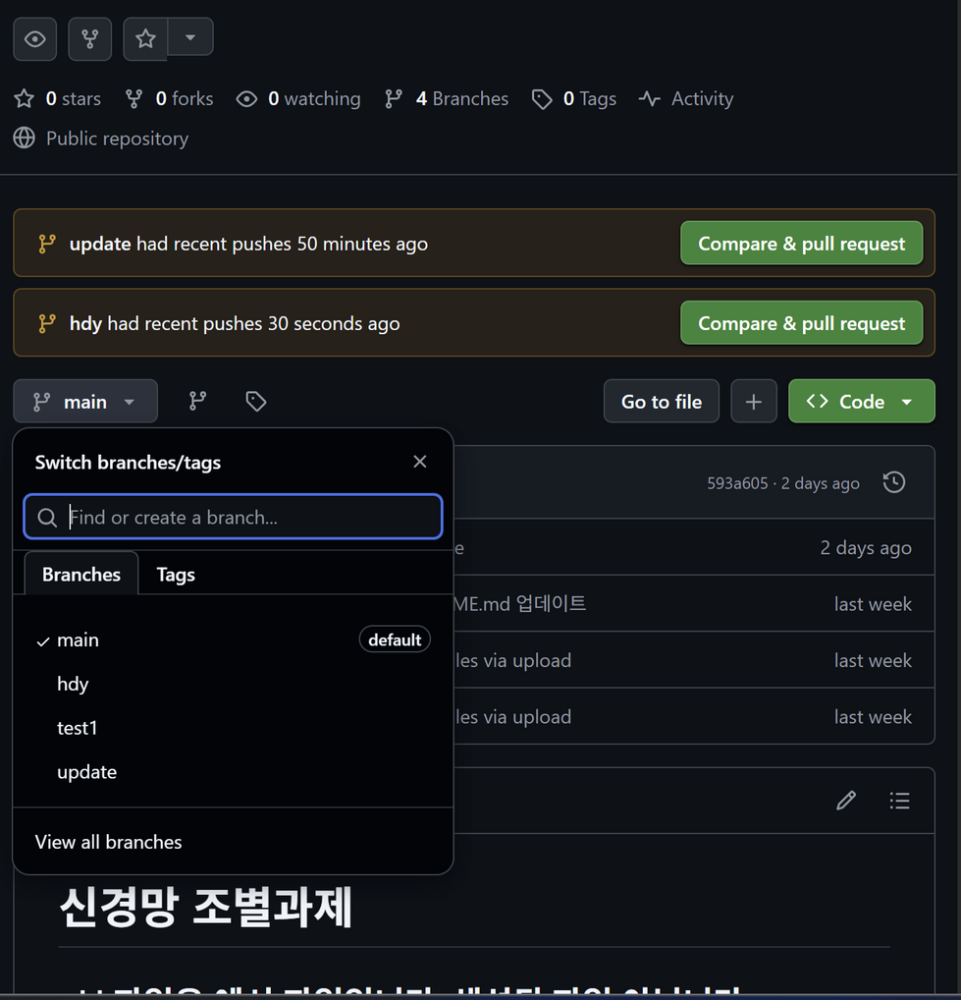 0 stars 0 forks 0 watching 4 Branches 0 Tags Activity
Public repository
update had recent pushes 50 minutes ago Compare & pull request
hdy had recent pushes 30 seconds ago Compare & pull request
main Go to file Code
Switch branches/tags
593a605 · 2 days ago
Find or create a branch...
e 2 days ago
Branches Tags
ME.md 업데이트 last week
main default
les via upload last week
hdy
les via upload last week
test1
update
View all branches
신경망 조별과제